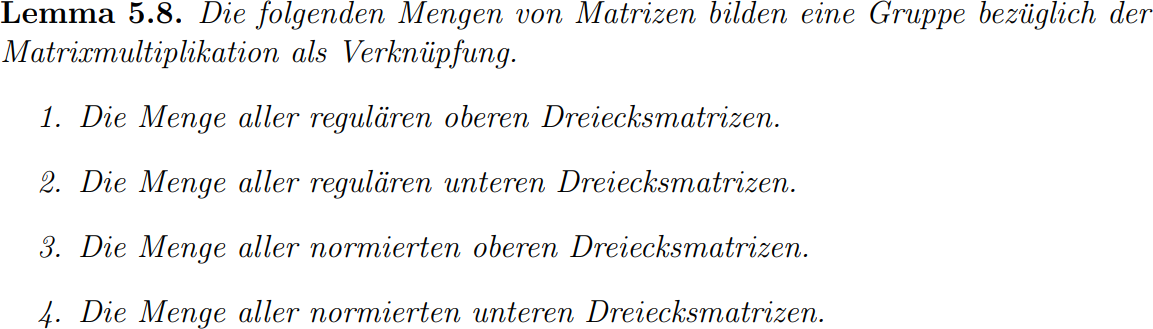 Lemma 5.8. Die folgenden Mengen von Matrizen bilden eine Gruppe bezüglich der
Matrixmultiplikation als Verknüpfung.
1. Die Menge aller regulären oberen Dreiecksmatrizen.
2. Die Menge aller regulären unteren Dreiecksmatrizen.
3. Die Menge aller normierten oberen Dreiecksmatrizen.
4. Die Menge aller normierten unteren Dreiecksmatrizen.